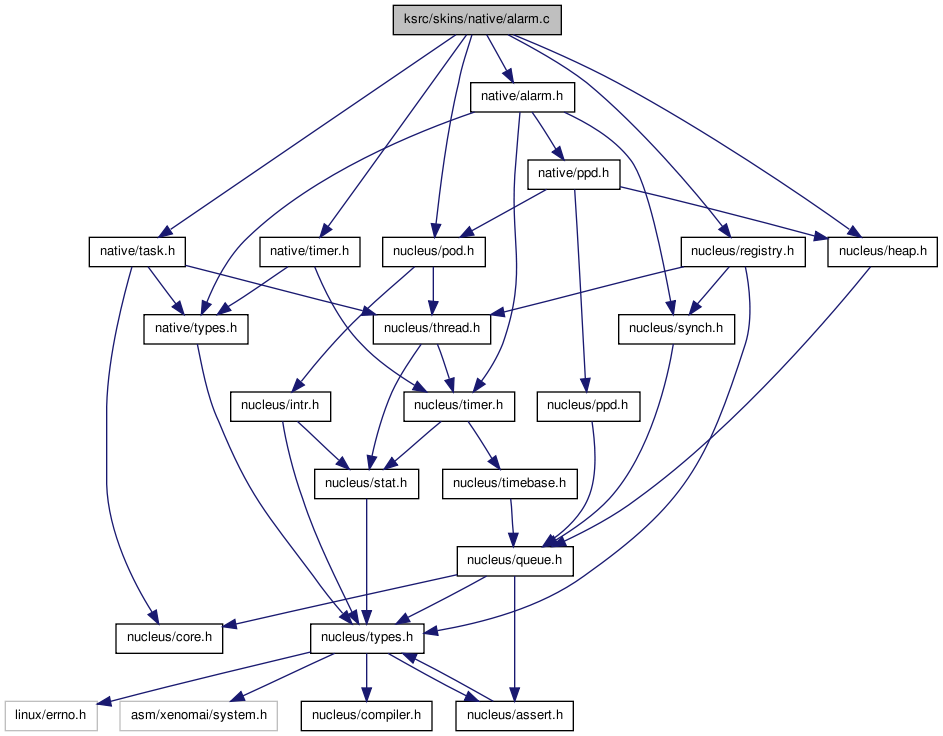 ksrc/skins/native/alarm.c
native/alarm.h
native/ppd.h
native/task.h
native/timer.h
nucleus/pod.h
nucleus/registry.h
nucleus/heap.h
native/types.h
nucleus/thread.h
nucleus/synch.h
nucleus/intr.h
nucleus/timer.h
nucleus/ppd.h
nucleus/stat.h
nucleus/timebase.h
nucleus/queue.h
nucleus/core.h
nucleus/types.h
linux/errno.h
asm/xenomai/system.h
nucleus/compiler.h
nucleus/assert.h